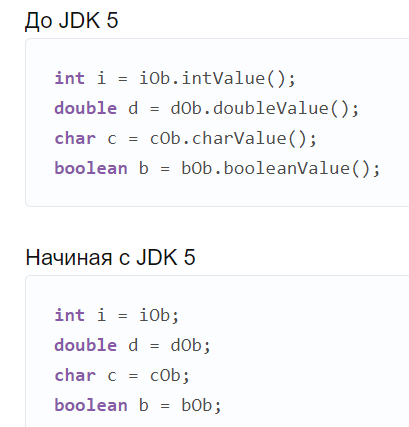 До JDK 5
int i = iOb.intValue();
double d = dOb.doubleValue();
char c = cOb.charValue();
boolean b = bOb.booleanValue();
Начиная с JDK 5
int i = iOb;
double d = dOb;
char c = cOb;
boolean b = bOb;